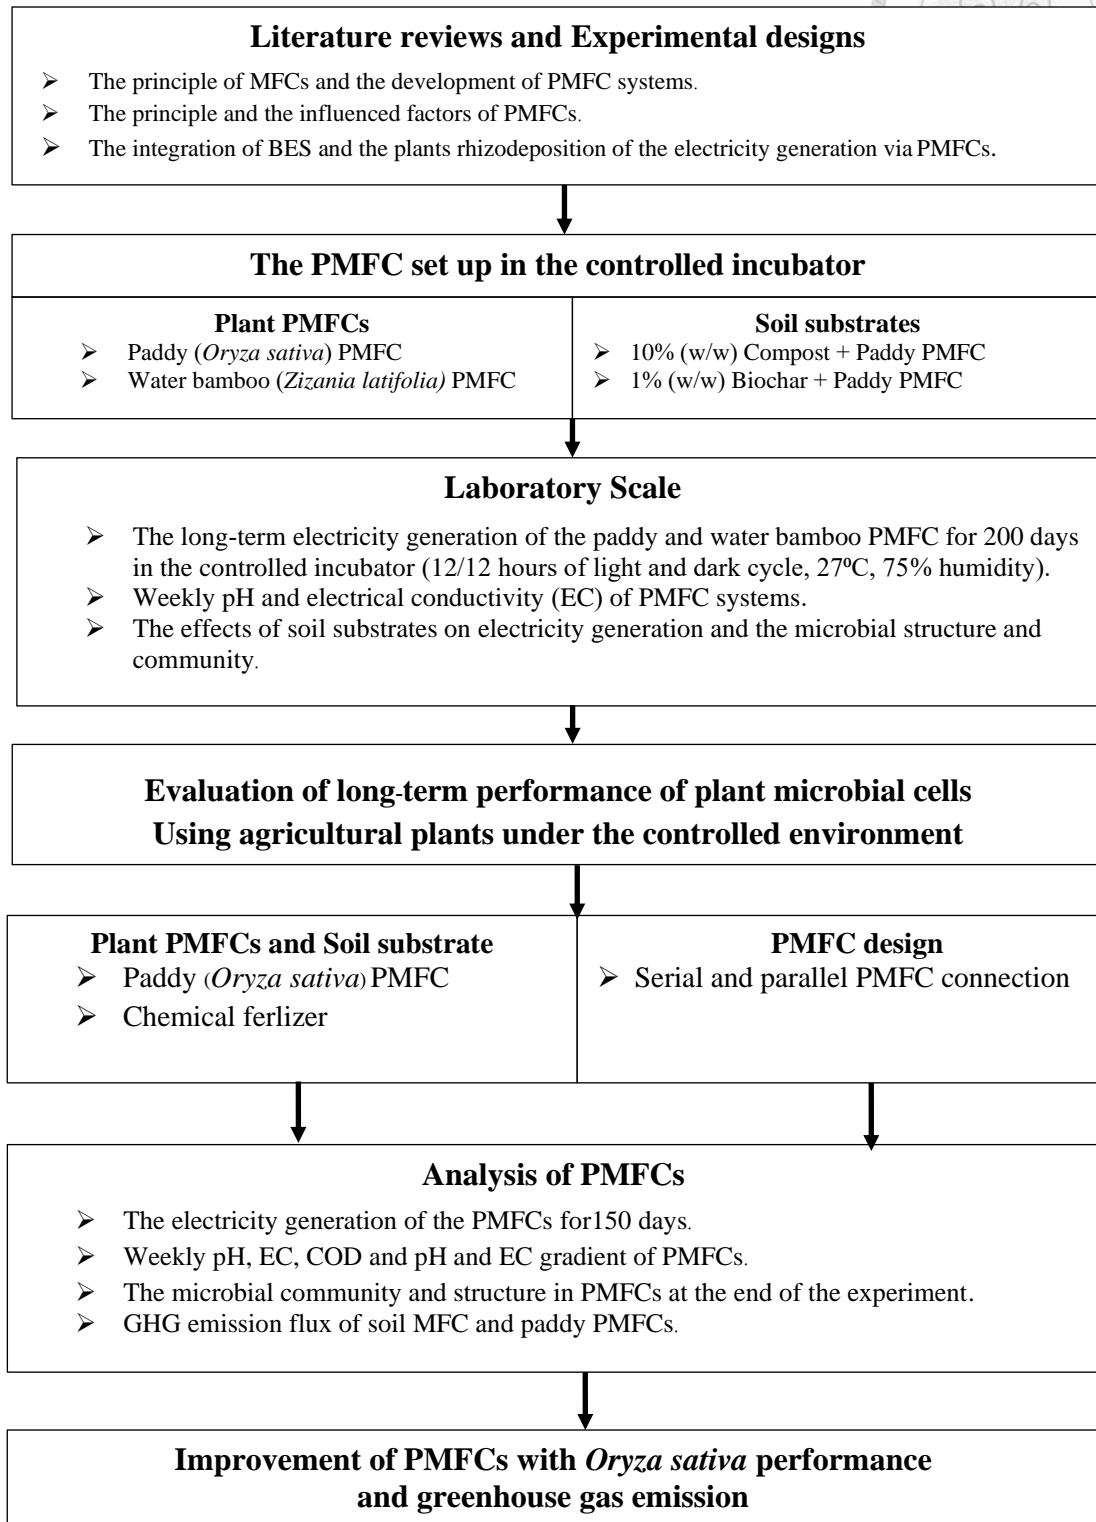 Literature reviews and Experimental designs
➢ The principle of MFCs and the development of PMFC systems.
➢ The principle and the influenced factors of PMFCs.
➢ The integration of BES and the plants rhizodeposition of the electricity generation via PMFCs.
The PMFC set up in the controlled incubator
Plant PMFCs
➢ Paddy (Oryza sativa) PMFC
➢ Water bamboo (Zizania latifolia) PMFC
Soil substrates
➢ 10% (w/w) Compost + Paddy PMFC
➢ 1% (w/w) Biochar + Paddy PMFC
Laboratory Scale
➢ The long-term electricity generation of the paddy and water bamboo PMFC for 200 days
in the controlled incubator (12/12 hours of light and dark cycle, 27⁰C, 75% humidity).
➢ Weekly pH and electrical conductivity (EC) of PMFC systems.
➢ The effects of soil substrates on electricity generation and the microbial structure and
community.
Evaluation of long-term performance of plant microbial cells
Using agricultural plants under the controlled environment
Plant PMFCs and Soil substrate
➢ Paddy (Oryza sativa) PMFC
➢ Chemical ferlizer
PMFC design
➢ Serial and parallel PMFC connection
Analysis of PMFCs
➢ The electricity generation of the PMFCs for150 days.
➢ Weekly pH, EC, COD and pH and EC gradient of PMFCs.
➢ The microbial community and structure in PMFCs at the end of the experiment.
➢ GHG emission flux of soil MFC and paddy PMFCs.
Improvement of PMFCs with Oryza sativa performance
and greenhouse gas emission